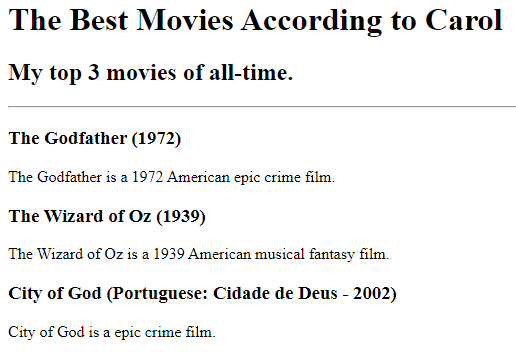 The Best Movies According to Carol
My top 3 movies of all-time.
The Godfather (1972)
The Godfather is a 1972 American epic crime film.
The Wizard of Oz (1939)
The Wizard of Oz is a 1939 American musical fantasy film.
City of God (Portuguese: Cidade de Deus - 2002)
City of God is a epic crime film.